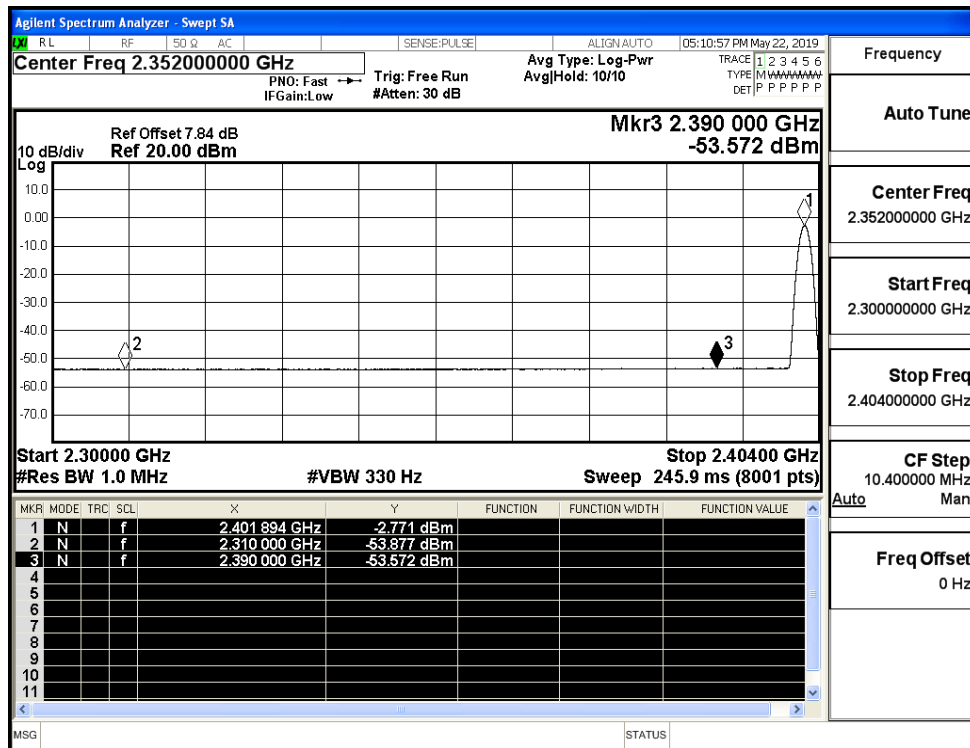 Agilent Spectrum Analyzer - Swept SA
LXI RL RF 50 Ω AC SENSE:PULSE ALIGN AUTO 05:10:57 PM May 22, 2019
Center Freq 2.352000000 GHz
PNO: Fast
IFGain:Low
Trig: Free Run
#Atten: 30 dB
Avg Type: Log-Pwr
Avg|Hold: 10/10
TRACE 1 2 3 4 5 6
TYPE M WWWWW
DET P P P P P P
Ref Offset 7.84 dB
10 dB/div Ref 20.00 dBm
Log
Mkr3 2.390 000 GHz
-53.572 dBm
10.0
0.00
-10.0
-20.0
-30.0
-40.0
-50.0
-60.0
-70.0
1
2
3
Start 2.30000 GHz Stop 2.40400 GHz
#Res BW 1.0 MHz #VBW 330 Hz Sweep 245.9 ms (8001 pts)
MKR MODE TRC SCL X Y FUNCTION FUNCTION WIDTH FUNCTION VALUE
1 N f 2.401 894 GHz -2.771 dBm
2 N f 2.310 000 GHz -53.877 dBm
3 N f 2.390 000 GHz -53.572 dBm
4
5
6
7
8
9
10
11
MSG STATUS
Frequency
Auto Tune
Center Freq
2.352000000 GHz
Start Freq
2.300000000 GHz
Stop Freq
2.404000000 GHz
CF Step
10.400000 MHz
Auto Man
Freq Offset
0 Hz